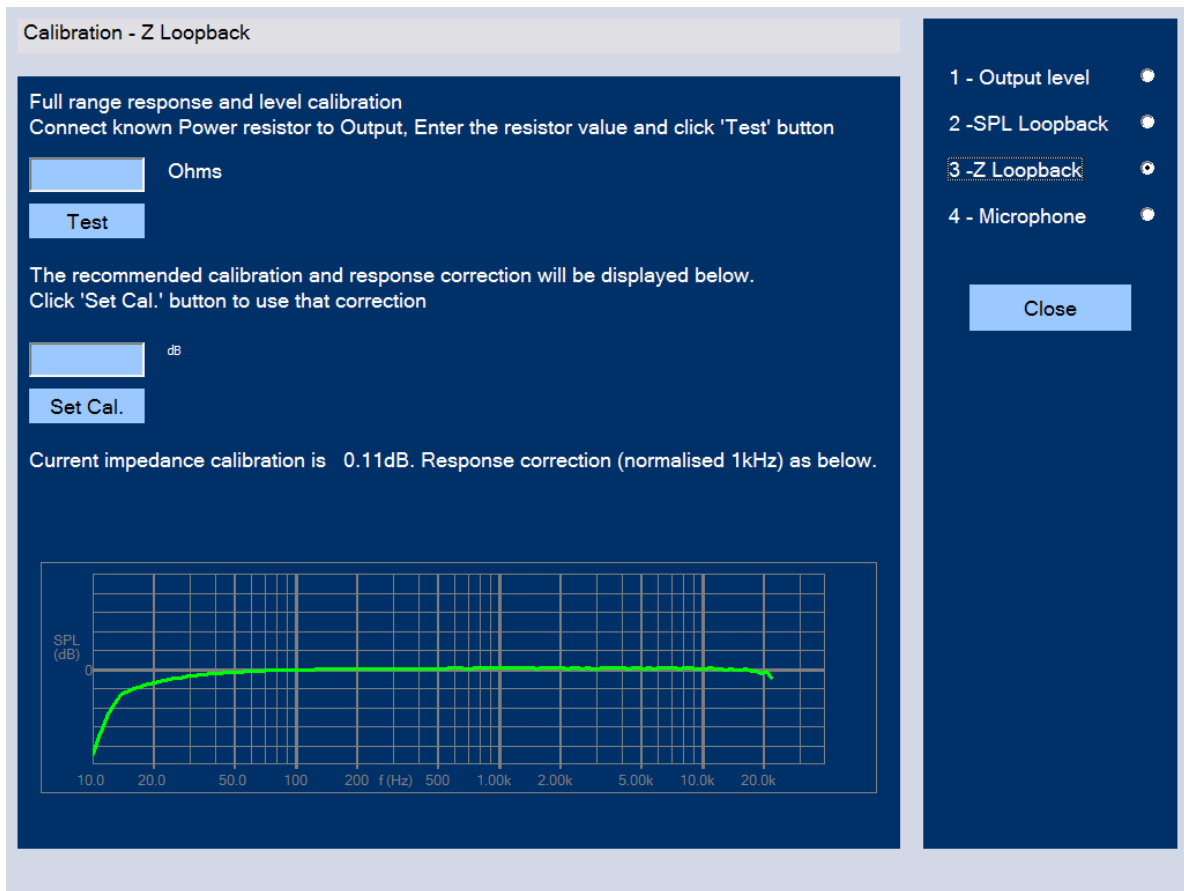 Calibration - Z Loopback
Full range response and level calibration
Connect known Power resistor to Output, Enter the resistor value and click 'Test' button
Ohms
Test
The recommended calibration and response correction will be displayed below.
Click 'Set Cal.' button to use that correction
dB
Set Cal.
Current impedance calibration is 0.11dB. Response correction (normalised 1kHz) as below.
SPL
(dB)
0
10.0 20.0 50.0 100 200 f (Hz) 500 1.00k 2.00k 5.00k 10.0k 20.0k
1 - Output level
2 -SPL Loopback
3 -Z Loopback
4 - Microphone
Close